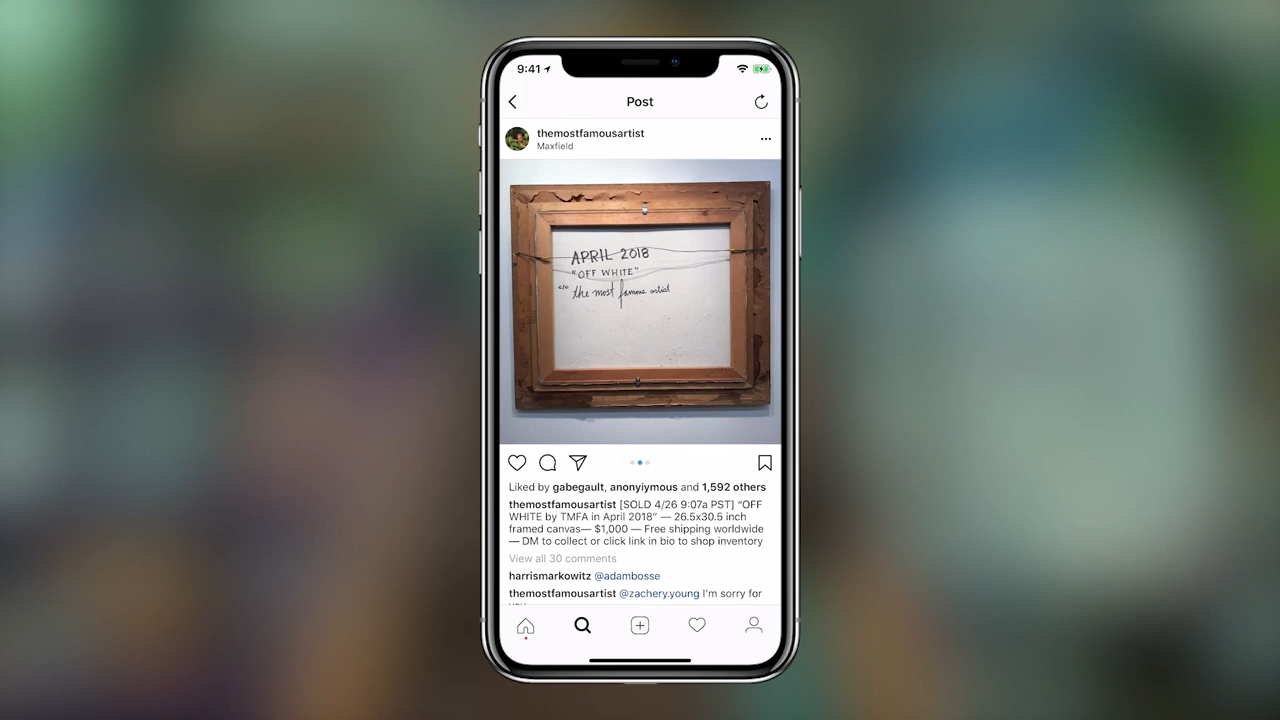 9:41
Post
themostfamousartist
Maxfield
APRIL 2018
"OFF WHITE"
c/o the most famous artist
Liked by gabegault, anonyiymous and 1,592 others
themostfamousartist [SOLD 4/26 9:07a PST] “OFF
WHITE by TMFA in April 2018” — 26.5x30.5 inch
framed canvas— $1,000 — Free shipping worldwide
— DM to collect or click link in bio to shop inventory
View all 30 comments
harrismarkowitz @adambosse
themostfamousartist @zachery.young I'm sorry for